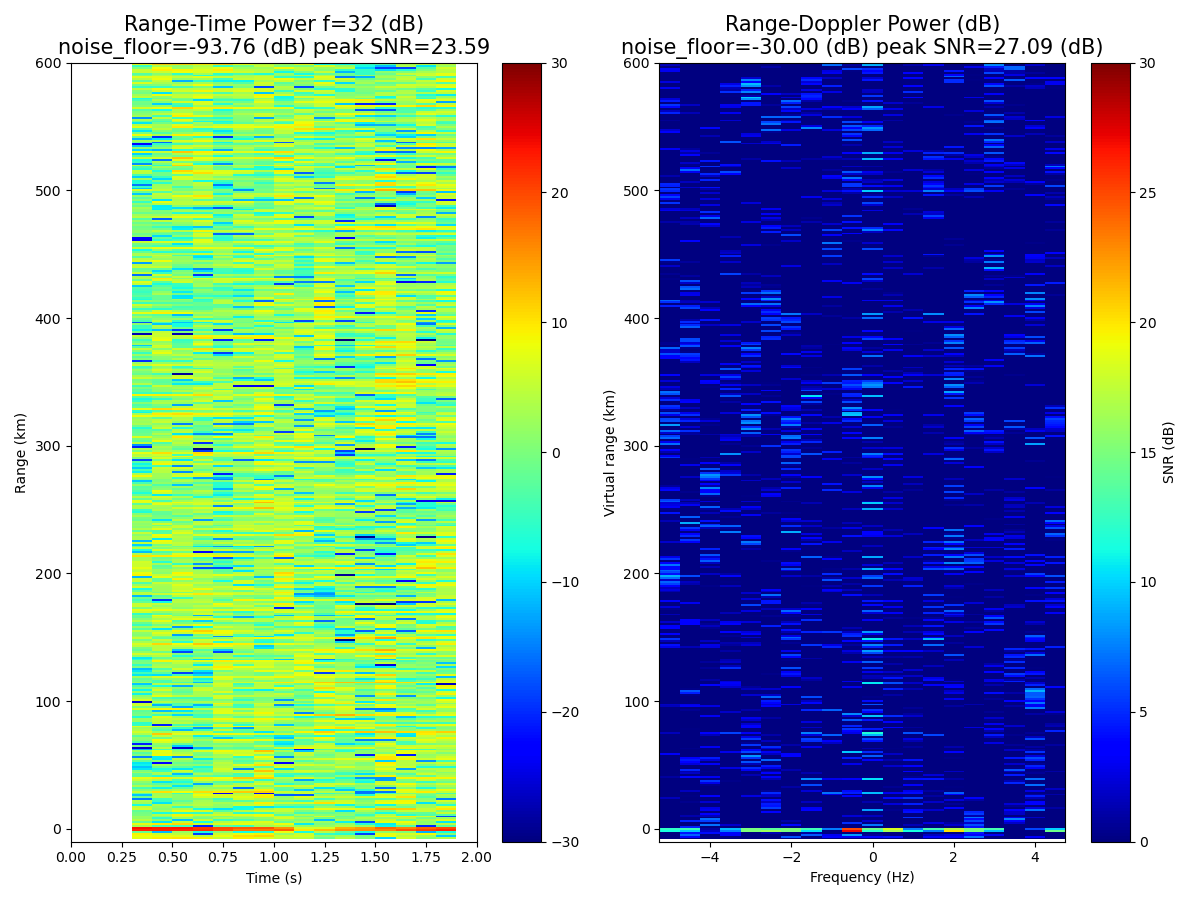 Range-Time Power f=32 (dB)
noise_floor=-93.76 (dB) peak SNR=23.59
Range-Doppler Power (dB)
noise_floor=-30.00 (dB) peak SNR=27.09 (dB)
Range (km)
600
500
400
300
200
100
0
0.00 0.25 0.50 0.75 1.00 1.25 1.50 1.75 2.00
Time (s)
30
20
10
0
−10
−20
−30
Virtual range (km)
600
500
400
300
200
100
0
−4 −2 0 2 4
Frequency (Hz)
30
25
20
15
10
5
0
SNR (dB)